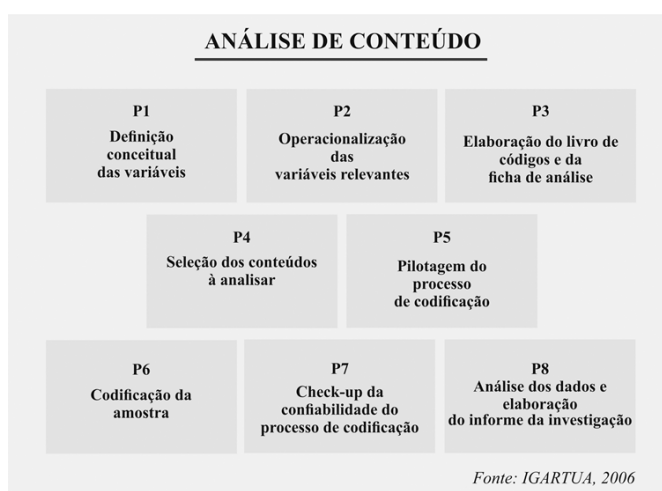 ANÁLISE DE CONTEÚDO
P1
Definição
conceitual
das variáveis
P2
Operacionalização
das
variáveis relevantes
P3
Elaboração do livro de
códigos e da
ficha de análise
P4
Seleção dos conteúdos
à analisar
P5
Pilotagem do
processo
de codificação
P6
Codificação da
amostra
P7
Check-up da
confiabilidade do
processo de codificação
P8
Análise dos dados e
elaboração
do informe da investigação
Fonte: IGARTUA, 2006